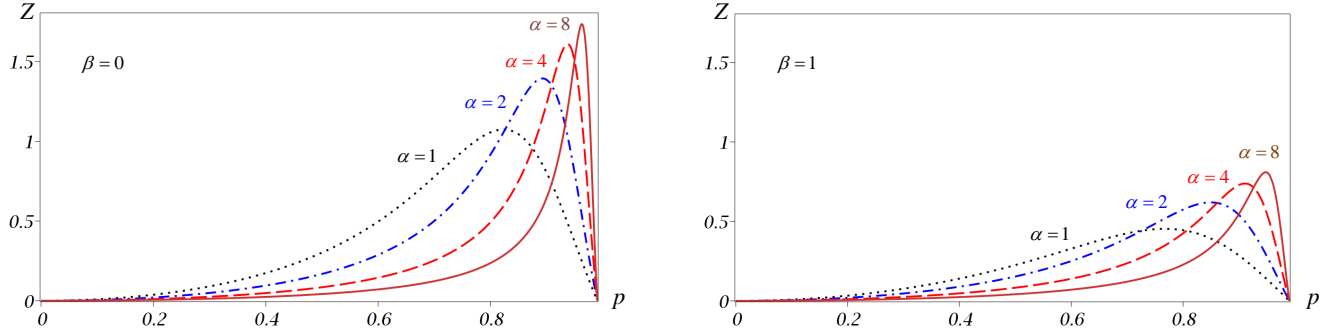 Z
α = 8
1.5
β = 0
α = 4
α = 2
1
α = 1
0.5
0
0 0.2 0.4 0.6 0.8 p
Z
1.5
β = 1
1
α = 8
α = 4
α = 2
0.5
α = 1
0
0 0.2 0.4 0.6 0.8 p